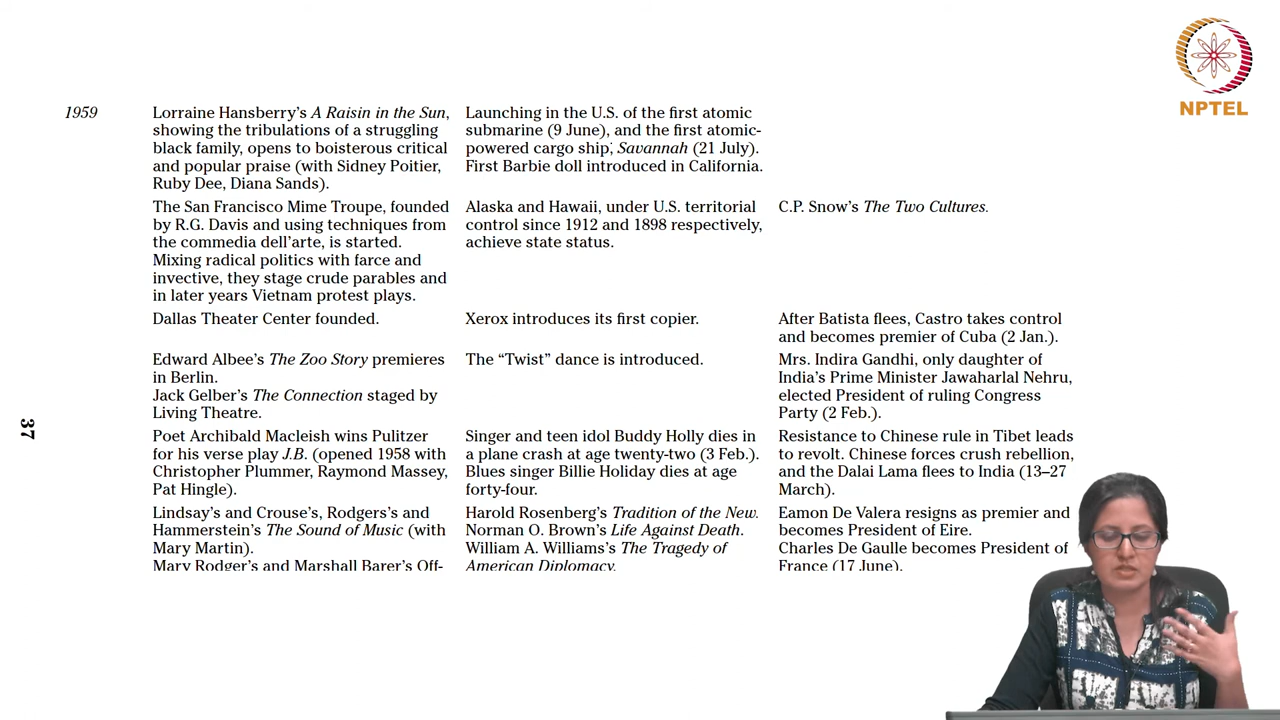 NPTEL
1959
Lorraine Hansberry's A Raisin in the Sun,
showing the tribulations of a struggling
black family, opens to boisterous critical
and popular praise (with Sidney Poitier,
Ruby Dee, Diana Sands).
Launching in the U.S. of the first atomic
submarine (9 June), and the first atomic-
powered cargo ship, Savannah (21 July).
First Barbie doll introduced in California.
The San Francisco Mime Troupe, founded
by R.G. Davis and using techniques from
the commedia dell'arte, is started.
Mixing radical politics with farce and
invective, they stage crude parables and
in later years Vietnam protest plays.
Alaska and Hawaii, under U.S. territorial
control since 1912 and 1898 respectively,
achieve state status.
C.P. Snow's The Two Cultures.
Dallas Theater Center founded.
Xerox introduces its first copier.
After Batista flees, Castro takes control
and becomes premier of Cuba (2 Jan.).
Edward Albee's The Zoo Story premieres
in Berlin.
Jack Gelber's The Connection staged by
Living Theatre.
The "Twist" dance is introduced.
Mrs. Indira Gandhi, only daughter of
India's Prime Minister Jawaharlal Nehru,
elected President of ruling Congress
Party (2 Feb.).
37
Poet Archibald Macleish wins Pulitzer
for his verse play J.B. (opened 1958 with
Christopher Plummer, Raymond Massey,
Pat Hingle).
Singer and teen idol Buddy Holly dies in
a plane crash at age twenty-two (3 Feb.).
Blues singer Billie Holiday dies at age
forty-four.
Resistance to Chinese rule in Tibet leads
to revolt. Chinese forces crush rebellion,
and the Dalai Lama flees to India (13–27
March).
Lindsay's and Crouse's, Rodgers's and
Hammerstein's The Sound of Music (with
Mary Martin).
Mary Rodger's and Marshall Barer's Off-
Harold Rosenberg's Tradition of the New.
Norman O. Brown's Life Against Death.
William A. Williams's The Tragedy of
American Diplomacy.
Eamon De Valera resigns as premier and
becomes President of Eire.
Charles De Gaulle becomes President of
France (17 June).